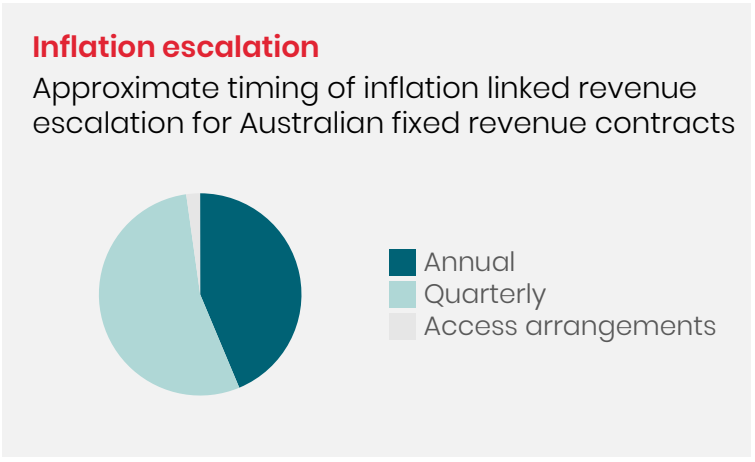 Inflation escalation
Approximate timing of inflation linked revenue
escalation for Australian fixed revenue contracts
Annual
Quarterly
Access arrangements